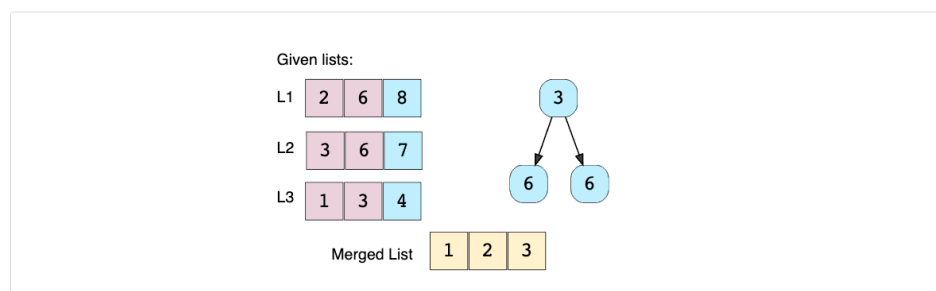 Given lists:
L1 2 6 8
3
L2 3 6 7
6 6
L3 1 3 4
Merged List 1 2 3